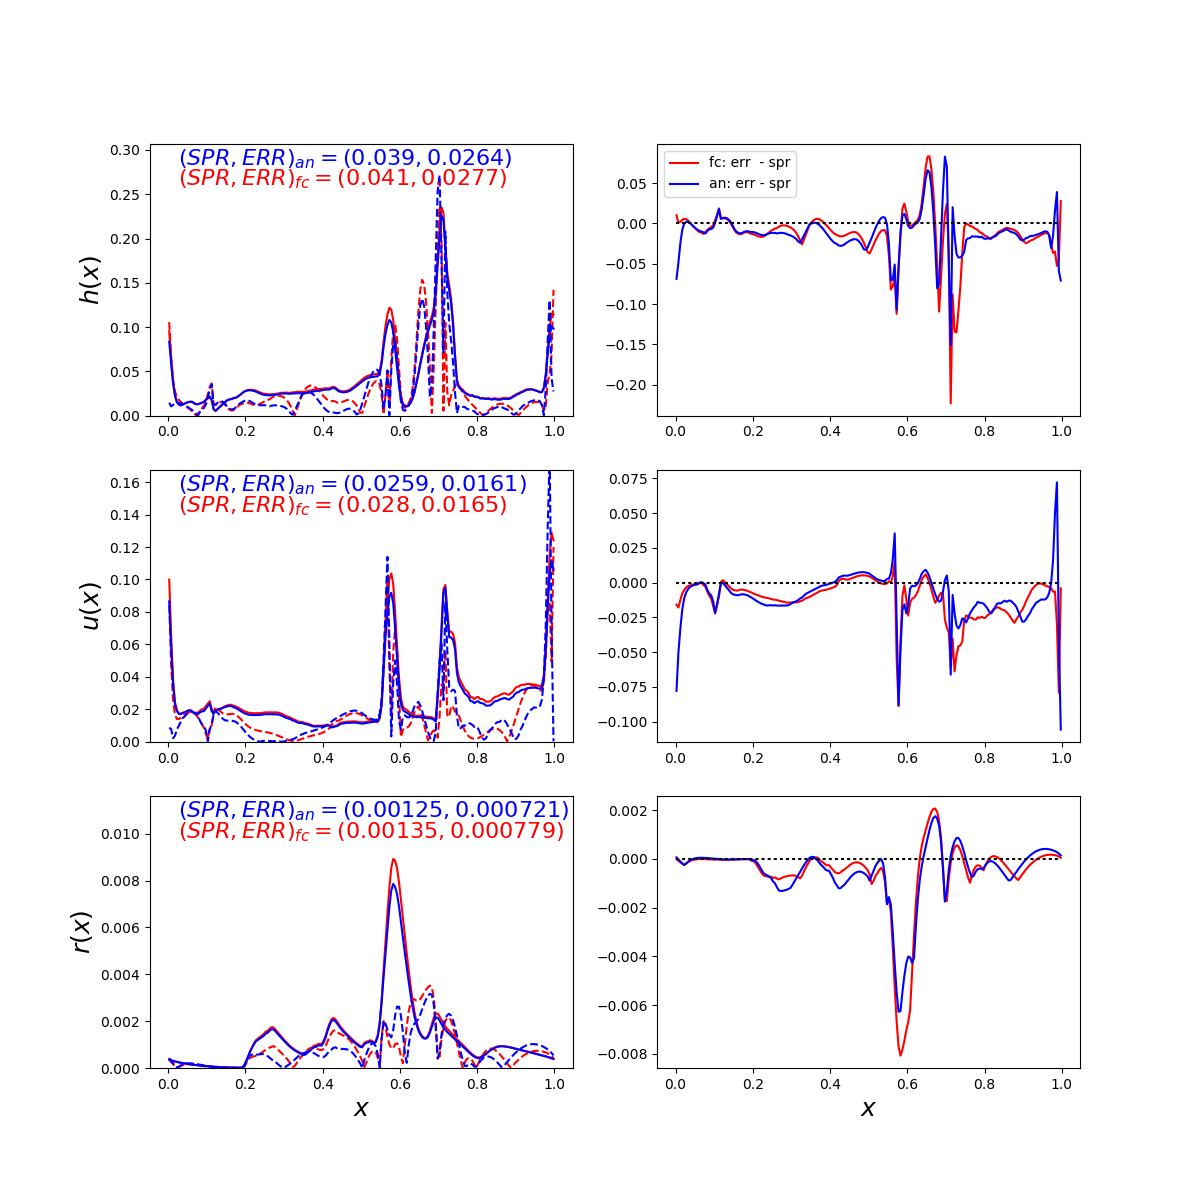 (SPR, ERR)an = (0.039, 0.0264)
(SPR, ERR)fc = (0.041, 0.0277)
h(x)
0.30
0.25
0.20
0.15
0.10
0.05
0.00
0.0 0.2 0.4 0.6 0.8 1.0
fc: err - spr
an: err - spr
0.05
0.00
−0.05
−0.10
−0.15
−0.20
0.0 0.2 0.4 0.6 0.8 1.0
(SPR, ERR)an = (0.0259, 0.0161)
(SPR, ERR)fc = (0.028, 0.0165)
u(x)
0.16
0.14
0.12
0.10
0.08
0.06
0.04
0.02
0.00
0.0 0.2 0.4 0.6 0.8 1.0
0.075
0.050
0.025
0.000
−0.025
−0.050
−0.075
−0.100
0.0 0.2 0.4 0.6 0.8 1.0
(SPR, ERR)an = (0.00125, 0.000721)
(SPR, ERR)fc = (0.00135, 0.000779)
r(x)
0.010
0.008
0.006
0.004
0.002
0.000
0.0 0.2 0.4 0.6 0.8 1.0
x
0.002
0.000
−0.002
−0.004
−0.006
−0.008
0.0 0.2 0.4 0.6 0.8 1.0
x